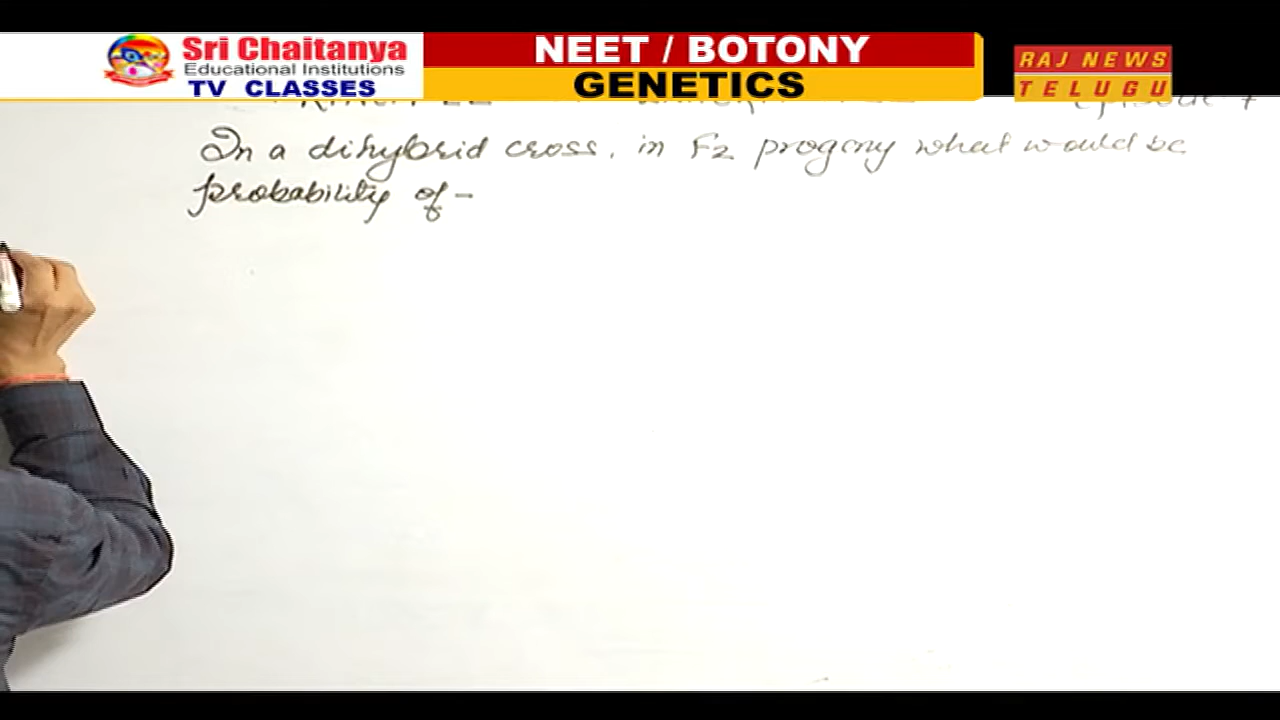 Sri Chaitanya
Educational Institutions
TV CLASSES
NEET / BOTONY
GENETICS
RAJ NEWS
TELUGU
In a dihybrid cross, in F2 progeny what would be
probability of -